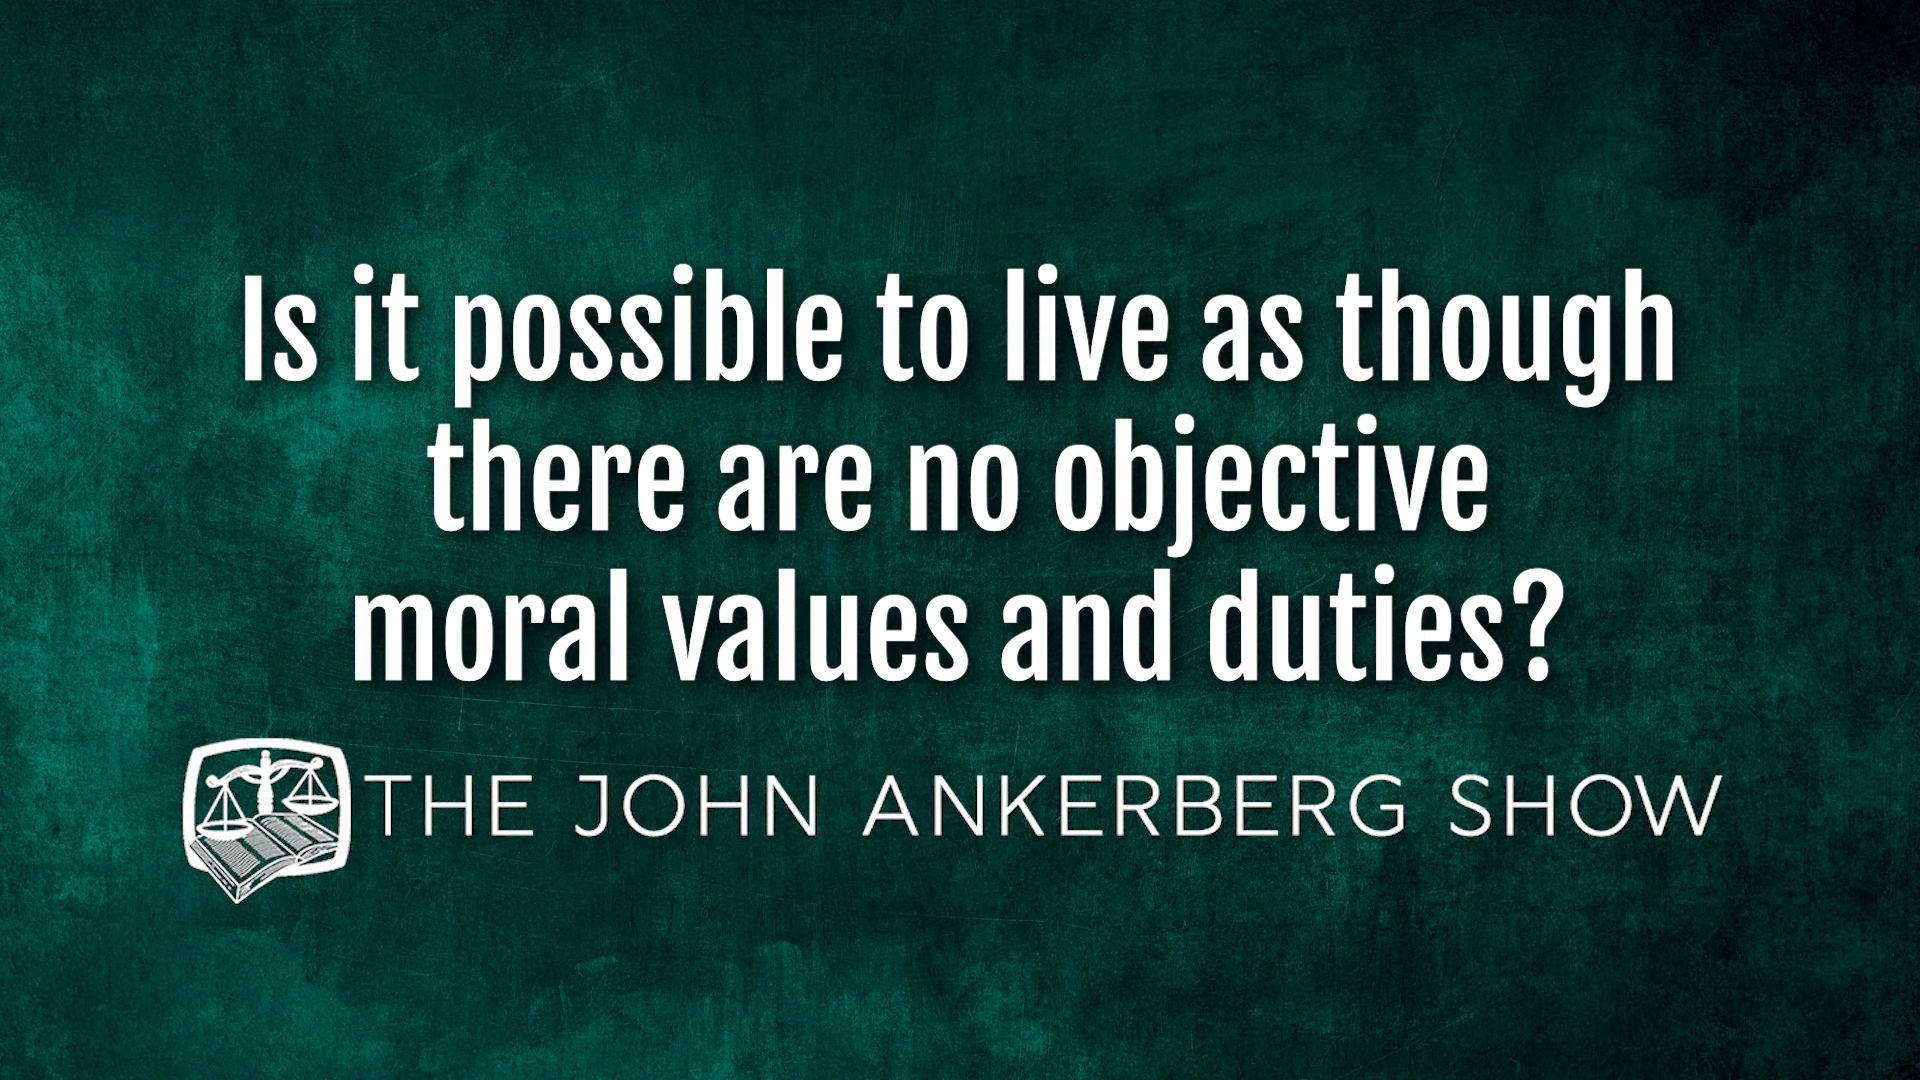 Is it possible to live as though
there are no objective
moral values and duties?
THE JOHN ANKERBERG SHOW